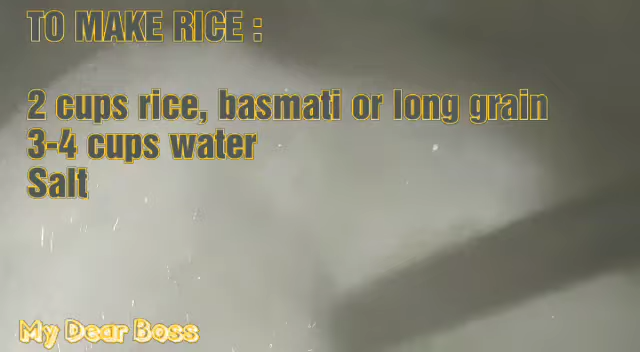 TO MAKE RICE :
2 cups rice, basmati or long grain
3-4 cups water
Salt
My Dear Boss